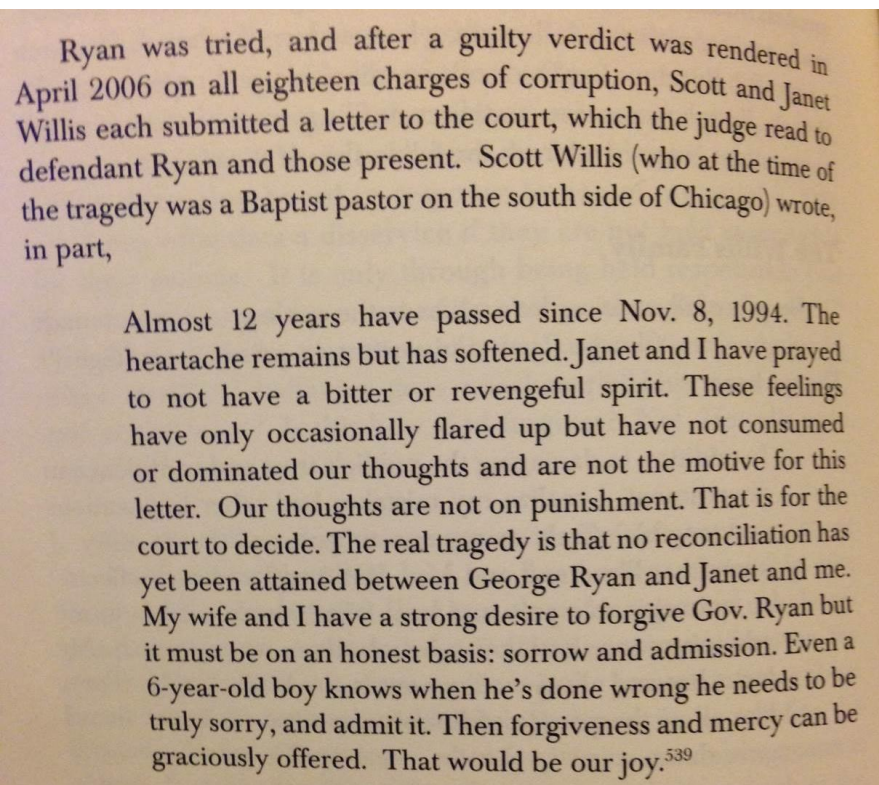 Ryan was tried, and after a guilty verdict was rendered in
April 2006 on all eighteen charges of corruption, Scott and Janet
Willis each submitted a letter to the court, which the judge read to
defendant Ryan and those present. Scott Willis (who at the time of
the tragedy was a Baptist pastor on the south side of Chicago) wrote,
in part,
Almost 12 years have passed since Nov. 8, 1994. The
heartache remains but has softened. Janet and I have prayed
to not have a bitter or revengeful spirit. These feelings
have only occasionally flared up but have not consumed
or dominated our thoughts and are not the motive for this
letter. Our thoughts are not on punishment. That is for the
court to decide. The real tragedy is that no reconciliation has
yet been attained between George Ryan and Janet and me.
My wife and I have a strong desire to forgive Gov. Ryan but
it must be on an honest basis: sorrow and admission. Even a
6-year-old boy knows when he's done wrong he needs to be
truly sorry, and admit it. Then forgiveness and mercy can be
graciously offered. That would be our joy.539